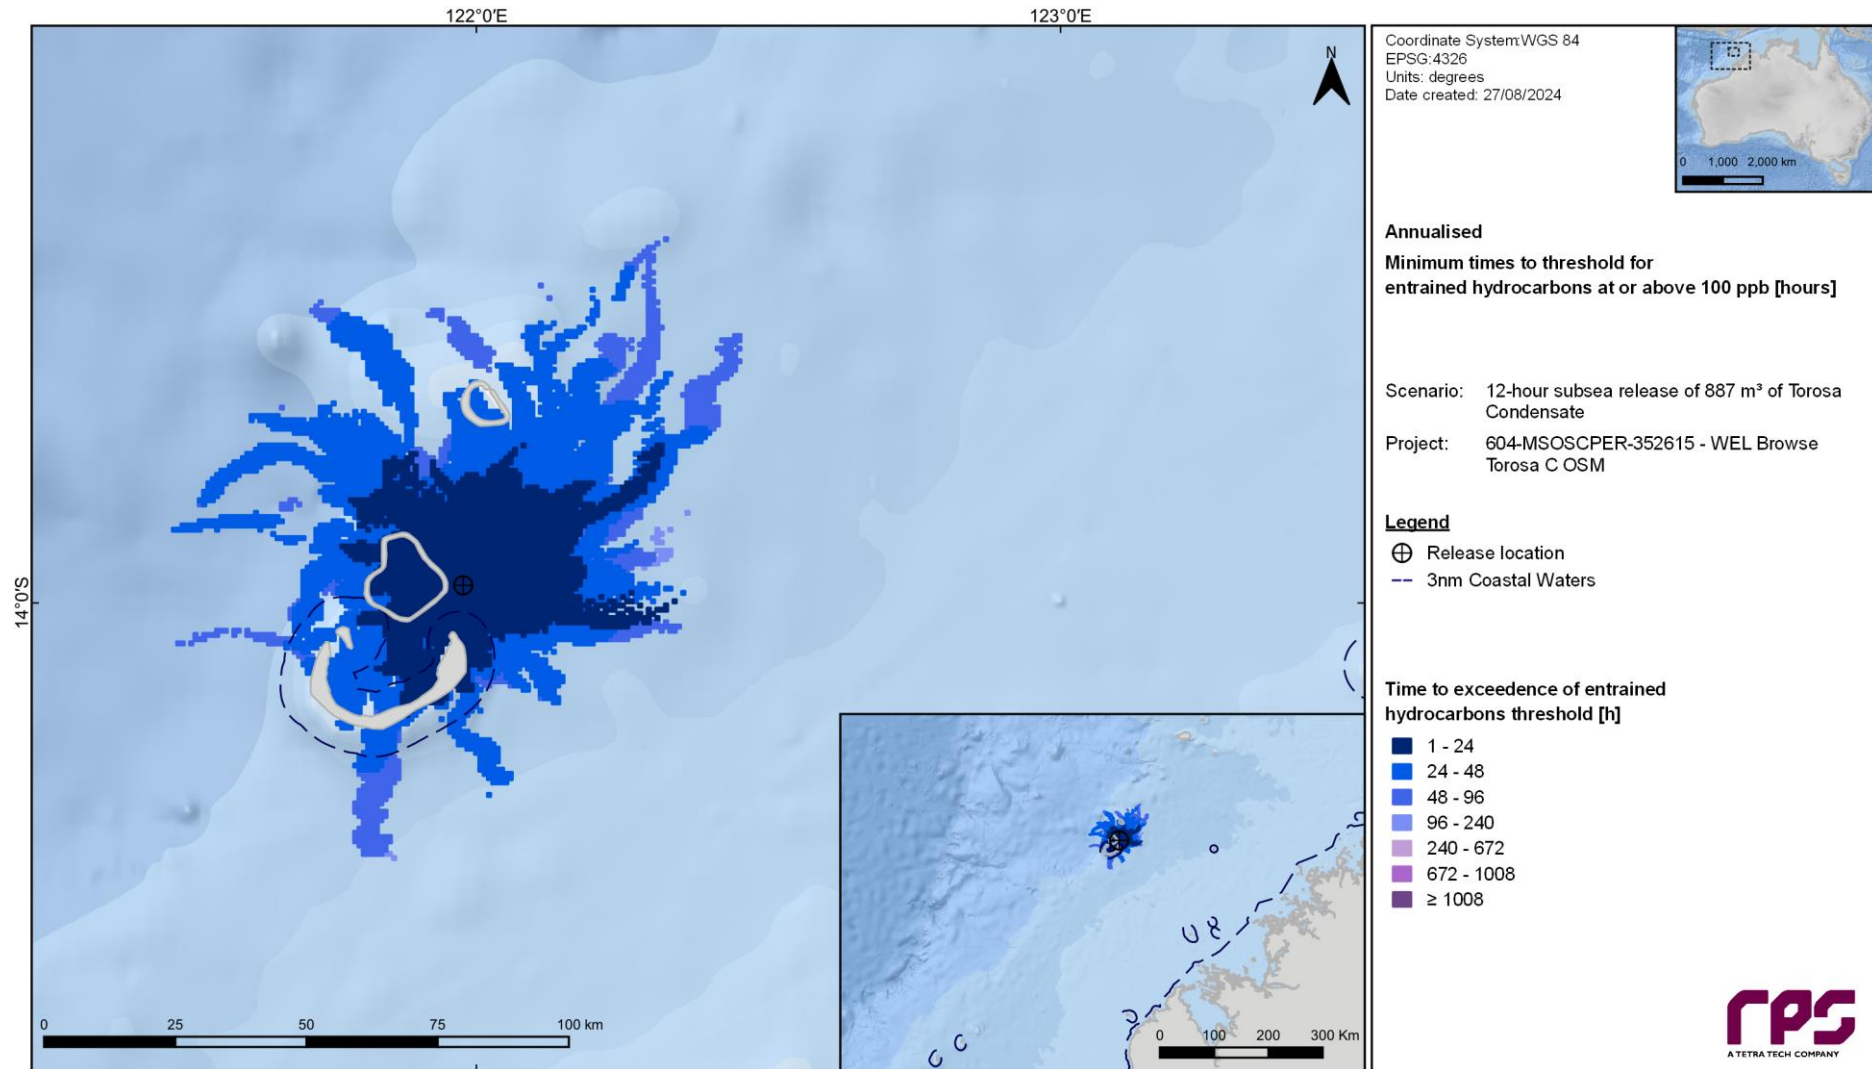 122°0'E
123°0'E
14°0'S
N
0 25 50 75 100 km
0 100 200 300 Km
Coordinate System:WGS 84
EPSG:4326
Units: degrees
Date created: 27/08/2024
0 1,000 2,000 km
Annualised
Minimum times to threshold for
entrained hydrocarbons at or above 100 ppb [hours]
Scenario: 12-hour subsea release of 887 m³ of Torosa
Condensate
Project: 604-MSOSCPER-352615 - WEL Browse
Torosa C OSM
Legend
Release location
3nm Coastal Waters
Time to exceedence of entrained
hydrocarbons threshold [h]
1 - 24
24 - 48
48 - 96
96 - 240
240 - 672
672 - 1008
≥ 1008
rps
A TETRA TECH COMPANY